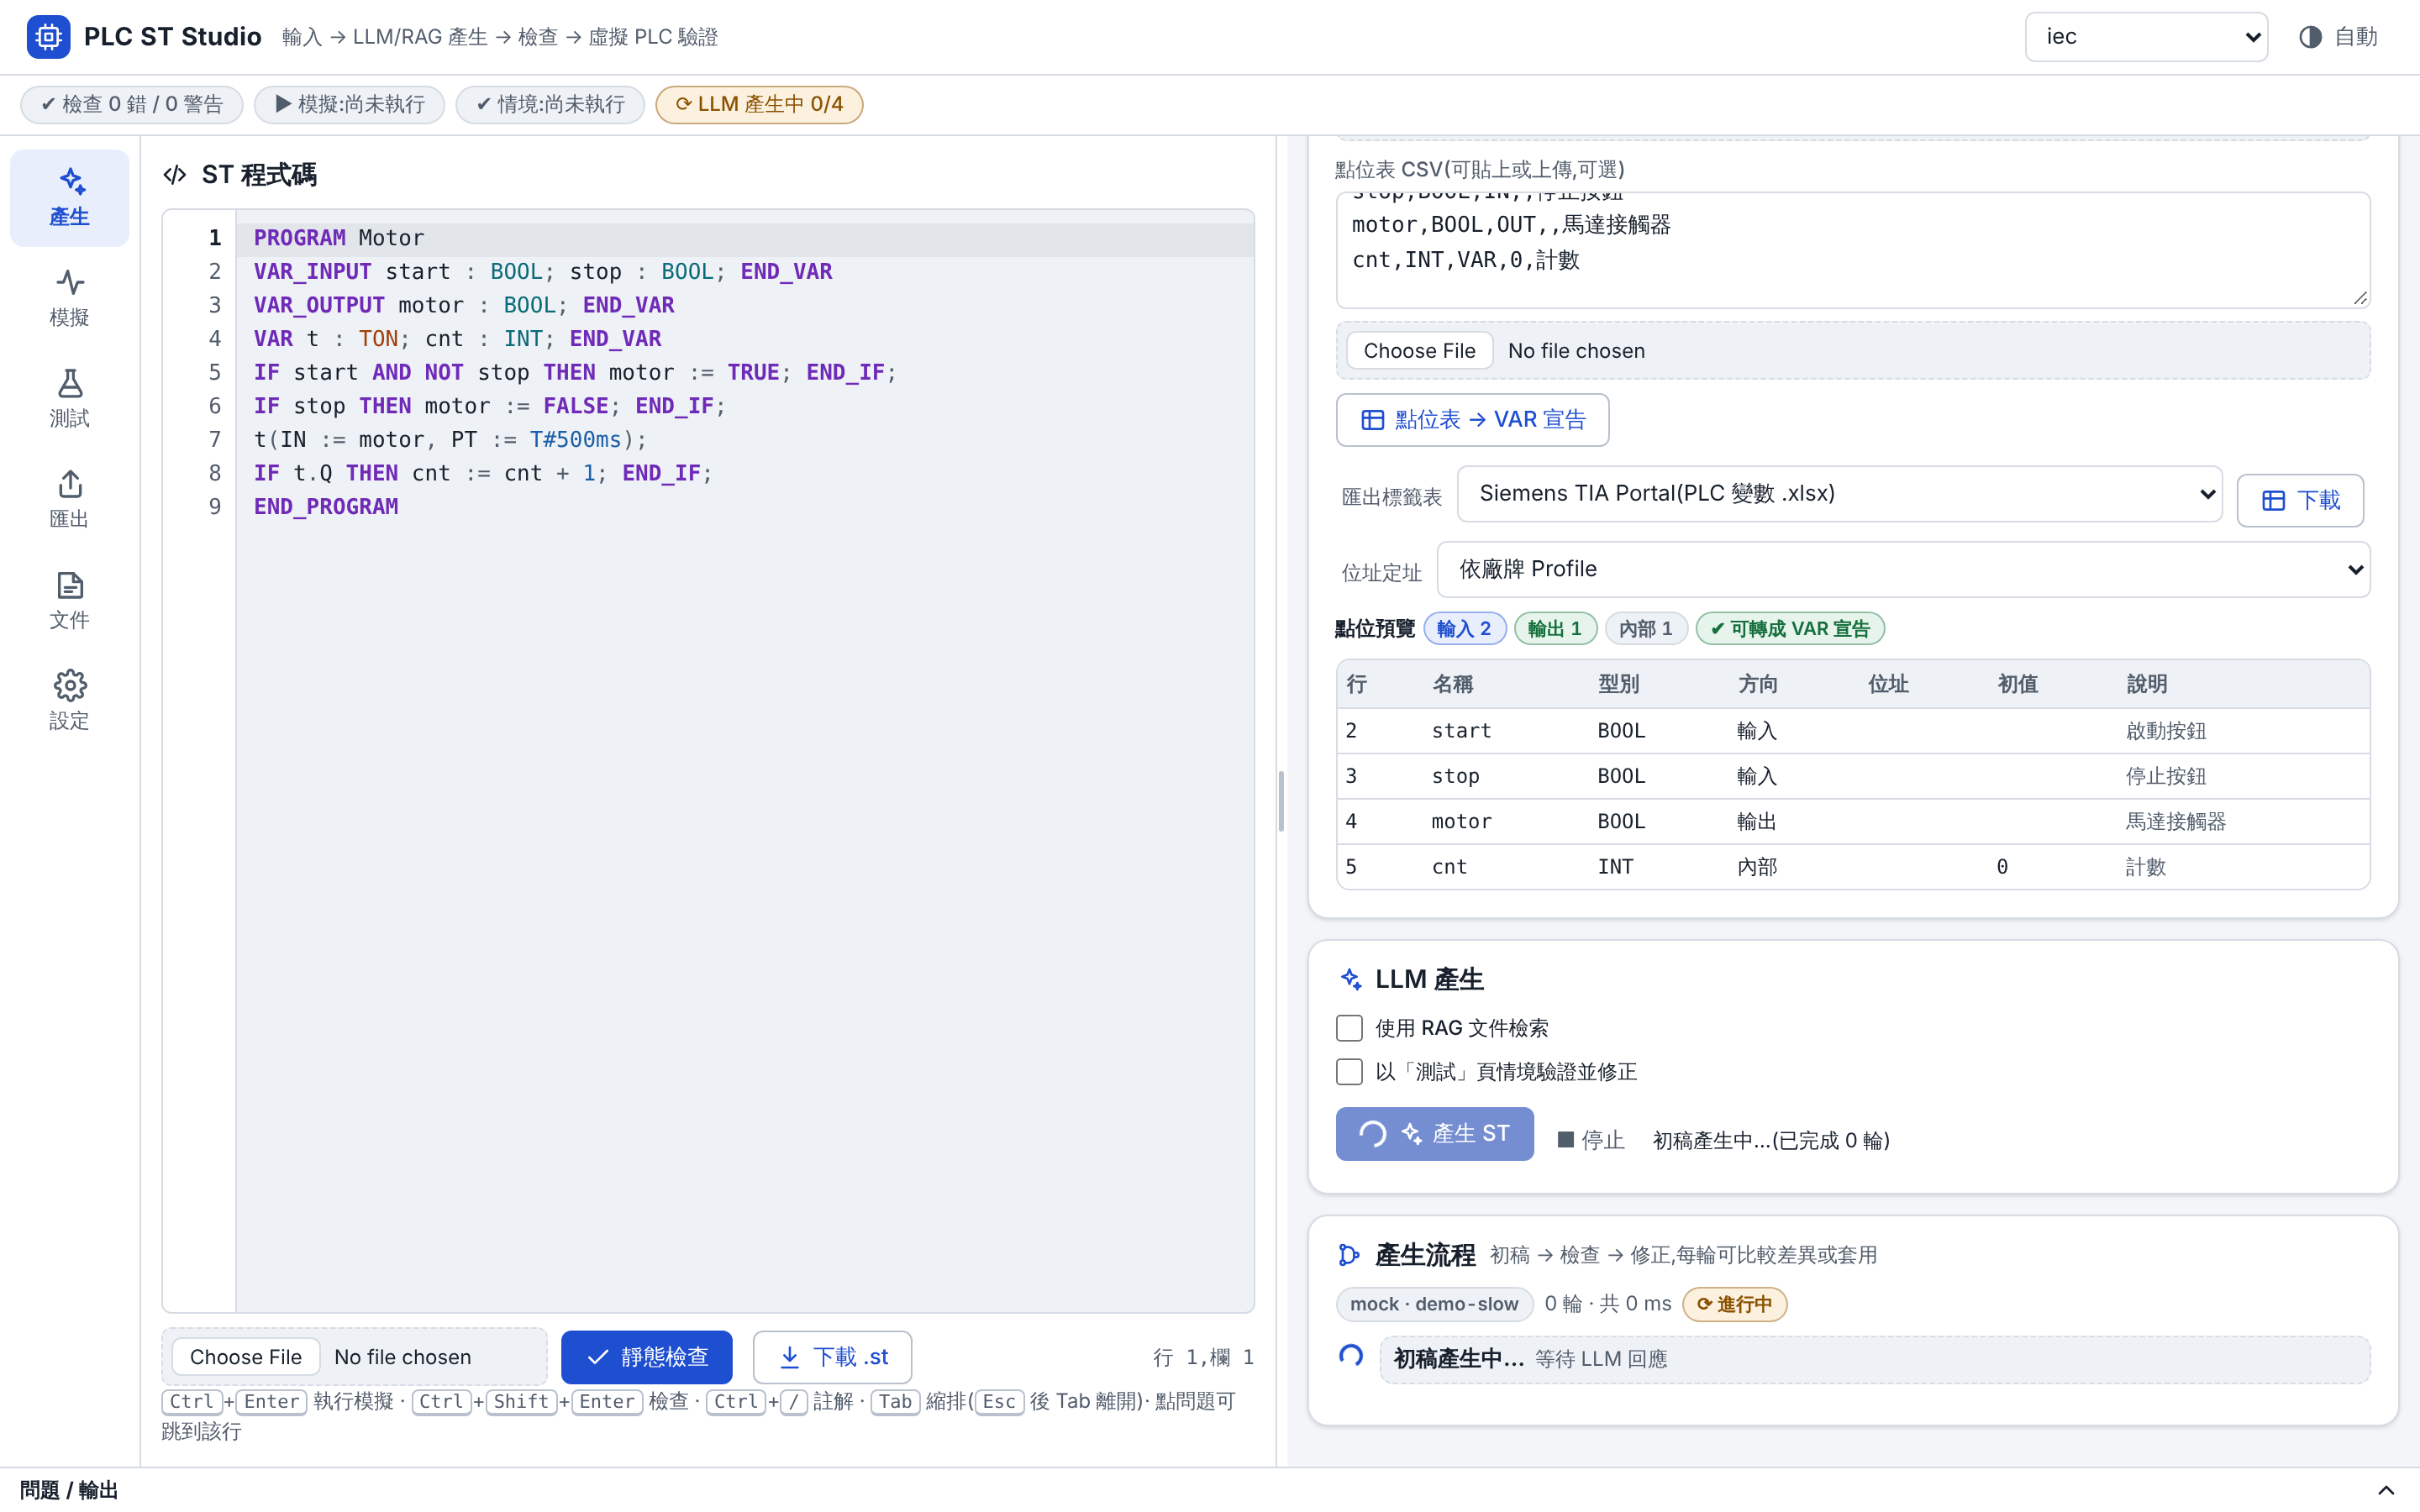 PLC ST Studio 輸入 → LLM/RAG 產生 → 檢查 → 虛擬 PLC 驗證
iec
自動
✔ 檢查 0 錯 / 0 警告
▶ 模擬:尚未執行
✔ 情境:尚未執行
⟳ LLM 產生中 0/4
產生
模擬
測試
匯出
文件
設定
ST 程式碼
1 PROGRAM Motor
2 VAR_INPUT start : BOOL; stop : BOOL; END_VAR
3 VAR_OUTPUT motor : BOOL; END_VAR
4 VAR t : TON; cnt : INT; END_VAR
5 IF start AND NOT stop THEN motor := TRUE; END_IF;
6 IF stop THEN motor := FALSE; END_IF;
7 t(IN := motor, PT := T#500ms);
8 IF t.Q THEN cnt := cnt + 1; END_IF;
9 END_PROGRAM
Choose File No file chosen
靜態檢查
下載 .st
行 1,欄 1
Ctrl+Enter 執行模擬 · Ctrl+Shift+Enter 檢查 · Ctrl+/ 註解 · Tab 縮排(Esc 後 Tab 離開)· 點問題可
跳到該行
點位表 CSV(可貼上或上傳,可選)
stop,BOOL,IN,,停止按鈕
motor,BOOL,OUT,,馬達接觸器
cnt,INT,VAR,0,計數
Choose File No file chosen
點位表 → VAR 宣告
匯出標籤表 Siemens TIA Portal(PLC 變數 .xlsx) 下載
位址定址 依廠牌 Profile
點位預覽 輸入 2 輸出 1 內部 1 ✔ 可轉成 VAR 宣告
行 名稱 型別 方向 位址 初值 說明
2 start BOOL 輸入 啟動按鈕
3 stop BOOL 輸入 停止按鈕
4 motor BOOL 輸出 馬達接觸器
5 cnt INT 內部 0 計數
LLM 產生
使用 RAG 文件檢索
以「測試」頁情境驗證並修正
產生 ST ■ 停止 初稿產生中...(已完成 0 輪)
產生流程 初稿 → 檢查 → 修正,每輪可比較差異或套用
mock · demo-slow 0 輪 · 共 0 ms ⟳ 進行中
初稿產生中... 等待 LLM 回應
問題 / 輸出